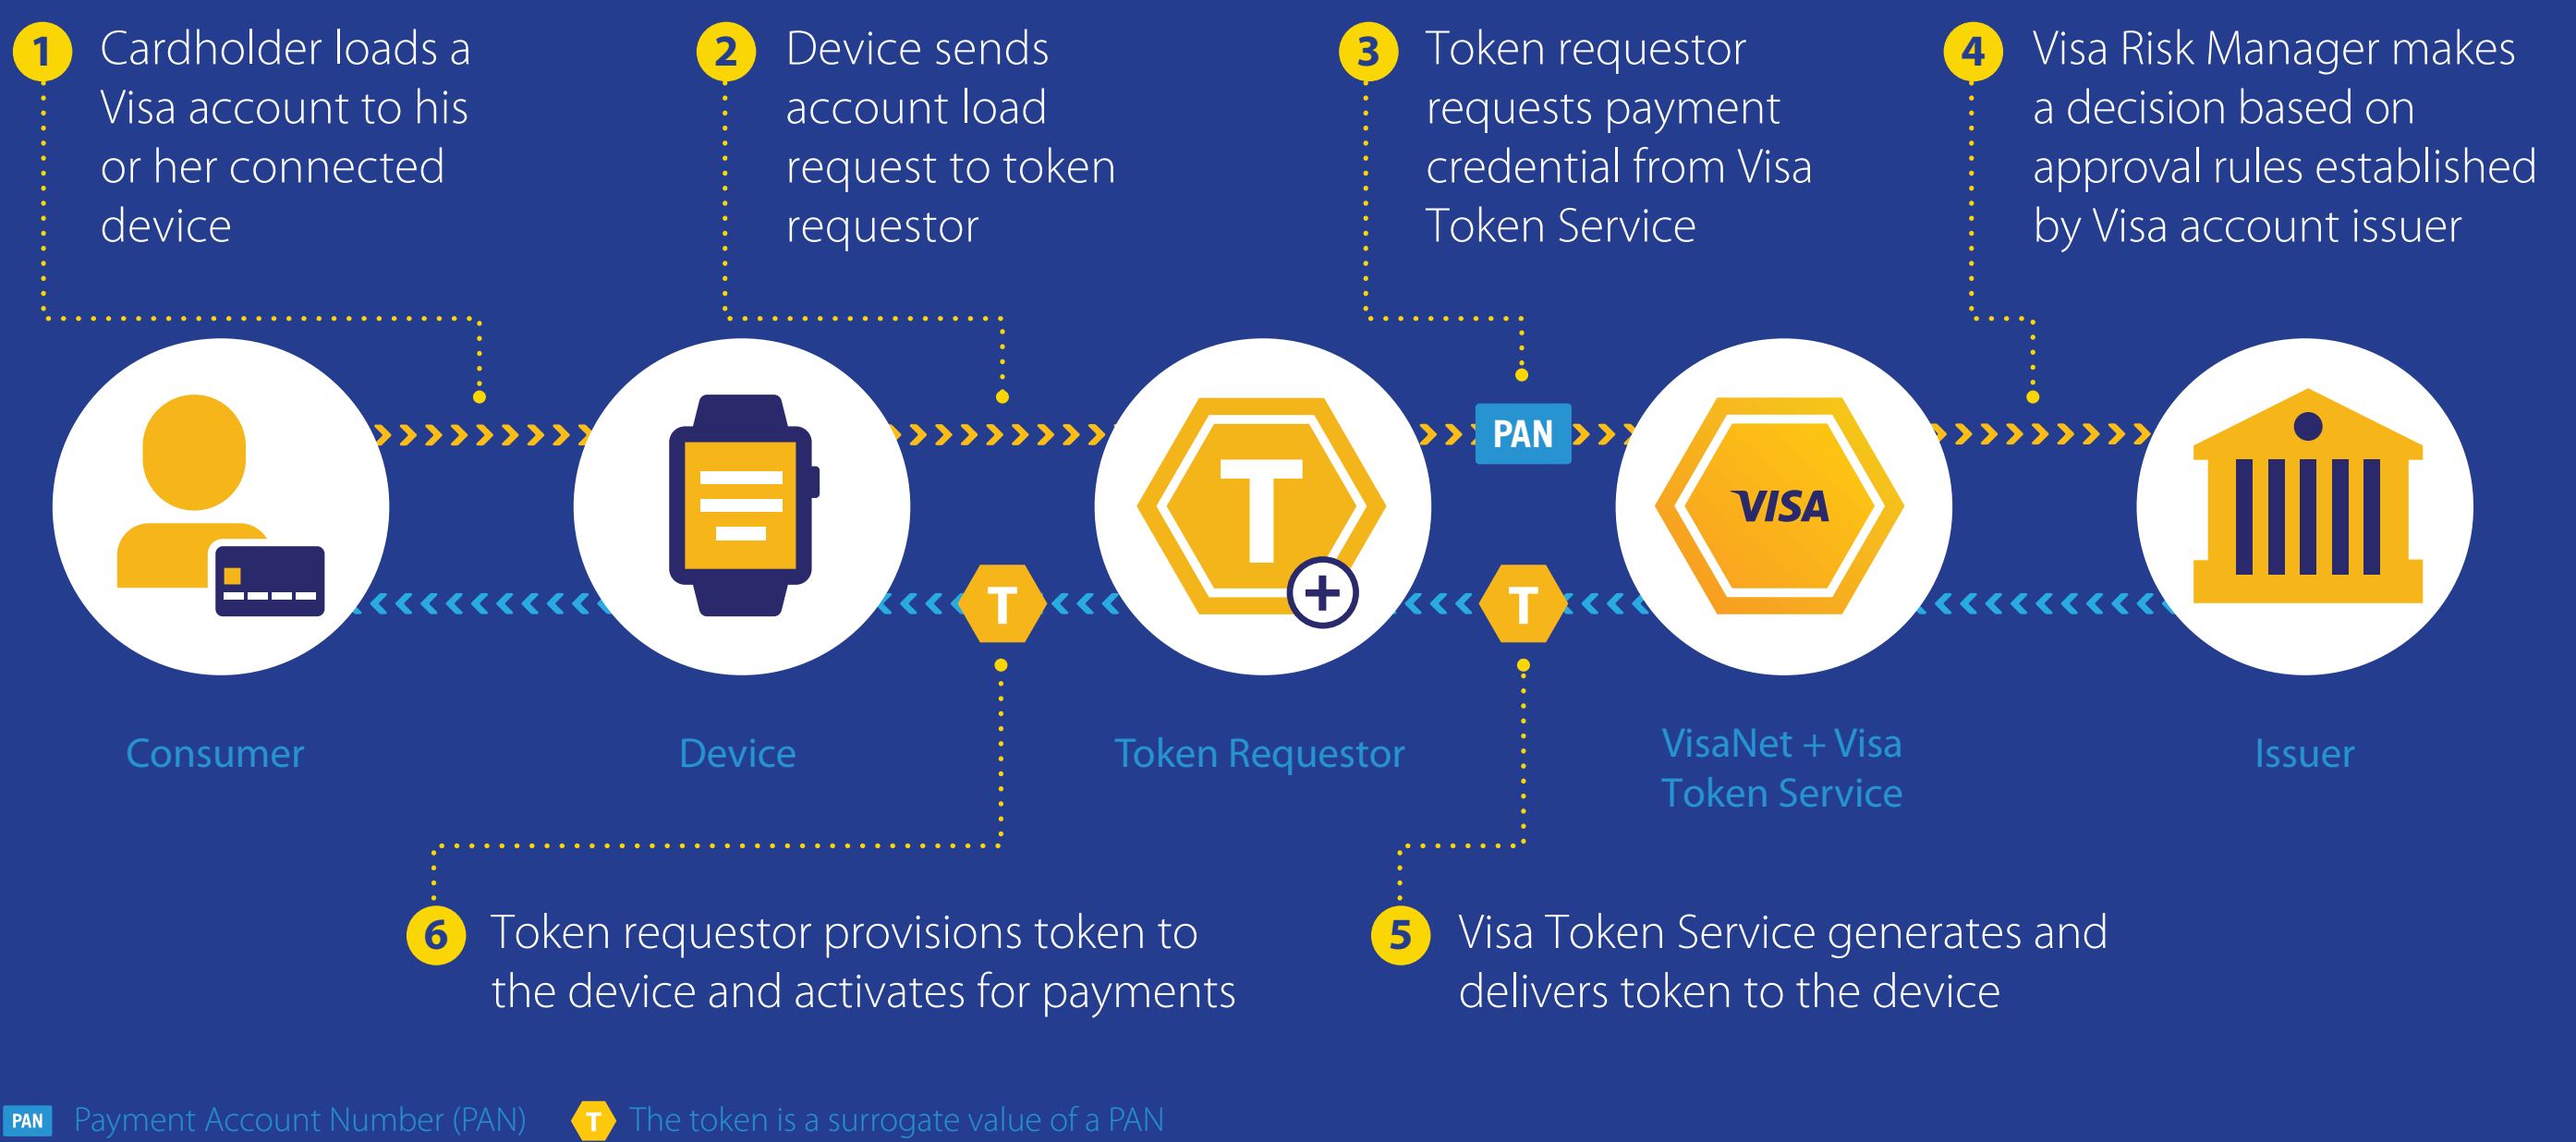 1
Cardholder loads a
Visa account to his
or her connected
device
2
Device sends
account load
request to token
requestor
3
Token requestor
requests payment
credential from Visa
Token Service
4
Visa Risk Manager makes
a decision based on
approval rules established
by Visa account issuer
PAN
T
VISA
T
T
Consumer
Device
Token Requestor
VisaNet + Visa
Token Service
Issuer
6
Token requestor provisions token to
the device and activates for payments
5
Visa Token Service generates and
delivers token to the device
PAN Payment Account Number (PAN)
T The token is a surrogate value of a PAN